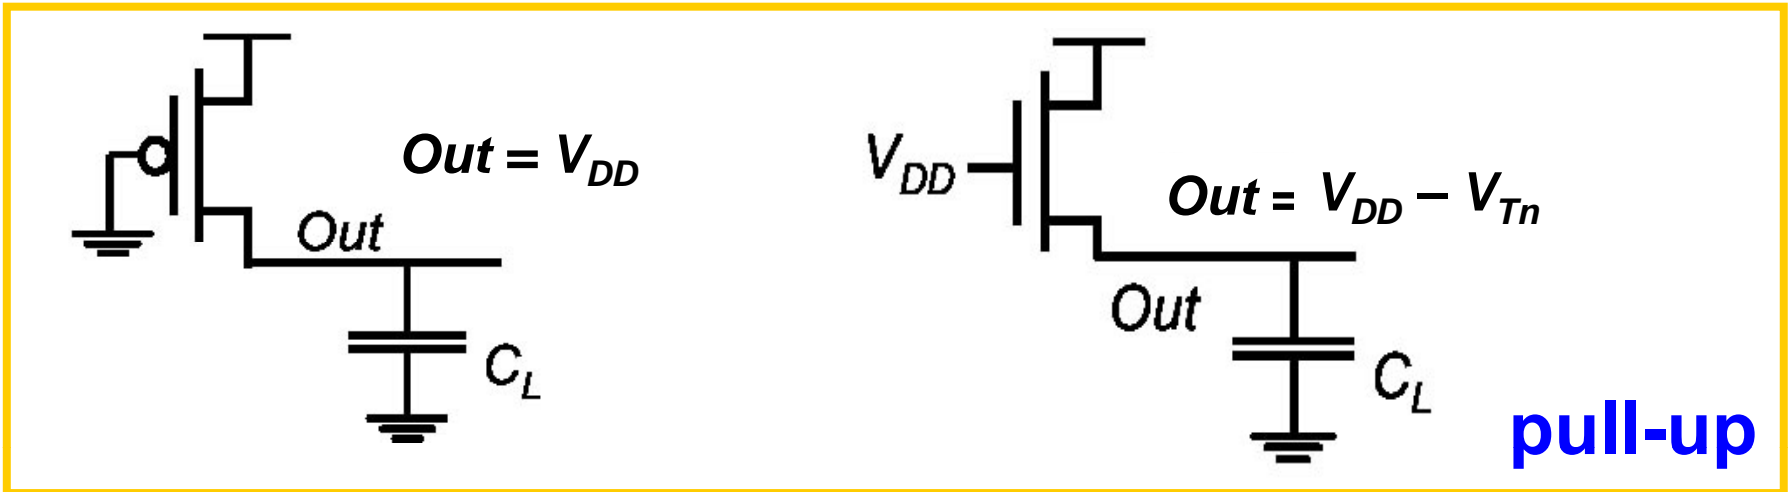 Out = VDD
Out
CL
VDD
Out = VDD – VTn
Out
CL
pull-up